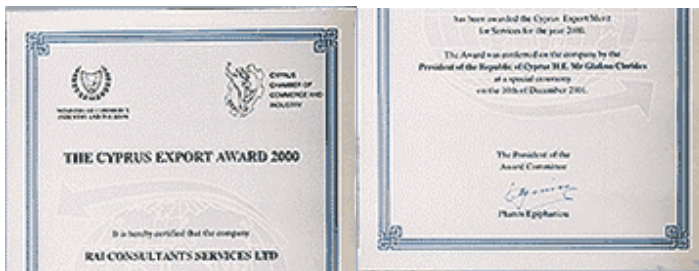 MINISTRY OF COMMERCE
INDUSTRY AND TOURISM
CYPRUS
CHAMBER OF
COMMERCE AND
INDUSTRY
THE CYPRUS EXPORT AWARD 2000
It is hereby certified that the company
RAI CONSULTANTS SERVICES LTD
has been awarded the Cyprus Export Merit
for Services for the year 2000.
The Award was conferred on the company by the
President of the Republic of Cyprus H.E. Mr Glafcos Clerides
at a special ceremony
on the of December 2001.
The President of the
Award Committee
Phanos Epiphaniou